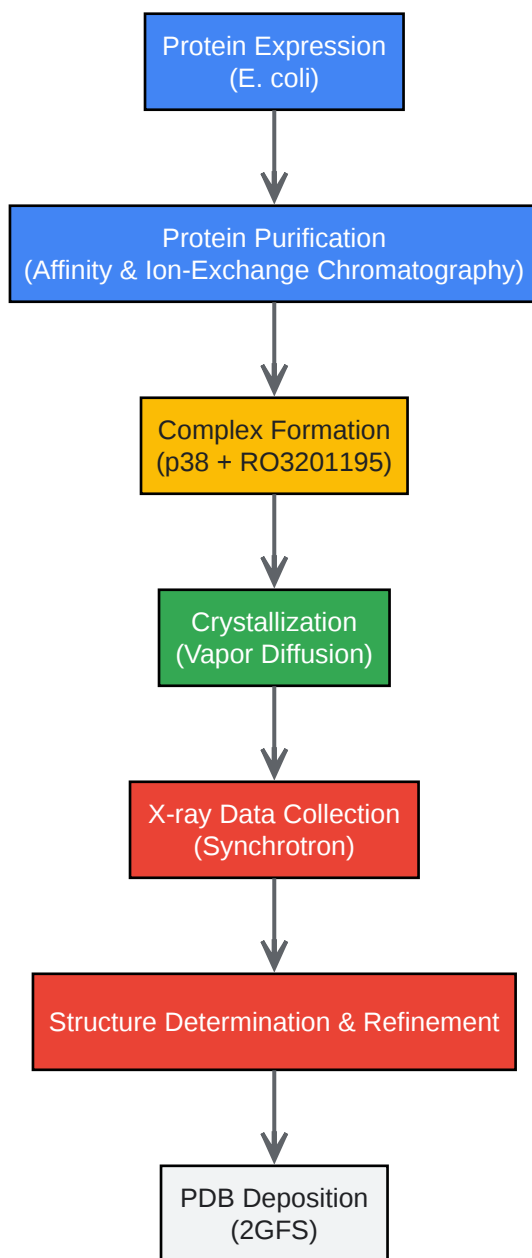 Protein Expression
(E. coli)
Protein Purification
(Affinity & Ion-Exchange Chromatography)
Complex Formation
(p38 + RO3201195)
Crystallization
(Vapor Diffusion)
X-ray Data Collection
(Synchrotron)
Structure Determination & Refinement
PDB Deposition
(2GFS)